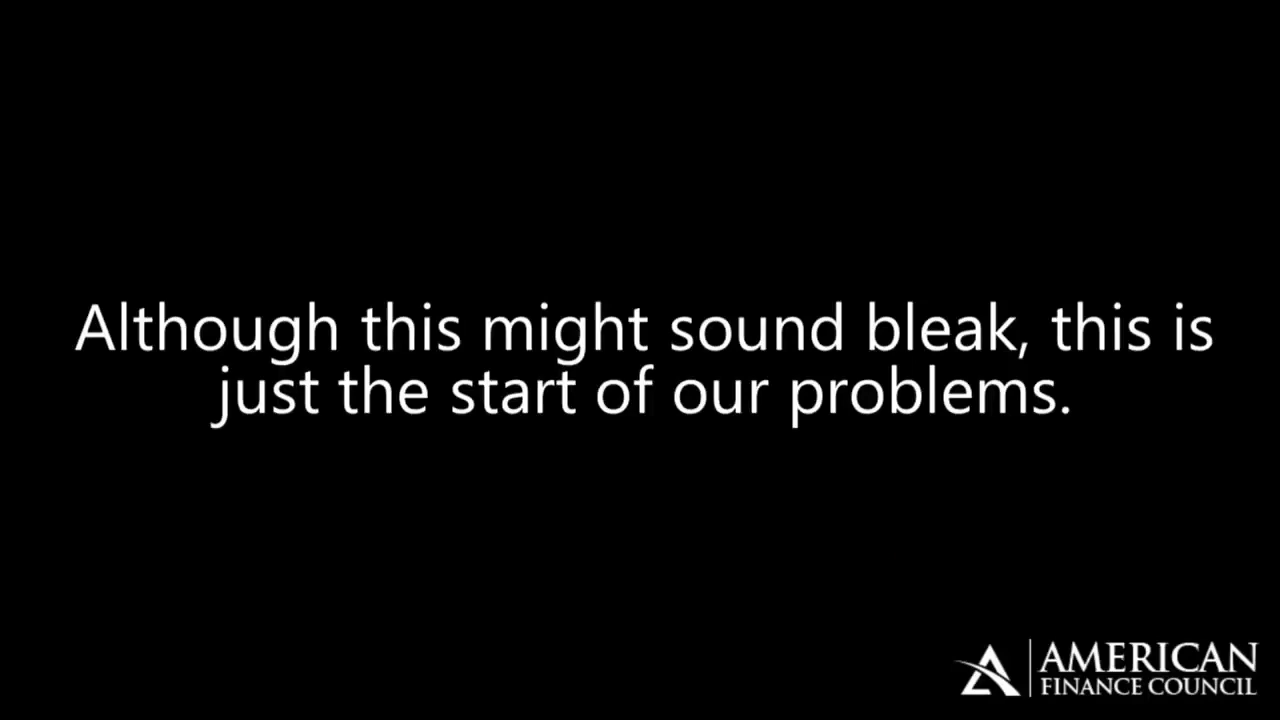 Although this might sound bleak, this is
just the start of our problems.
AMERICAN
FINANCE COUNCIL